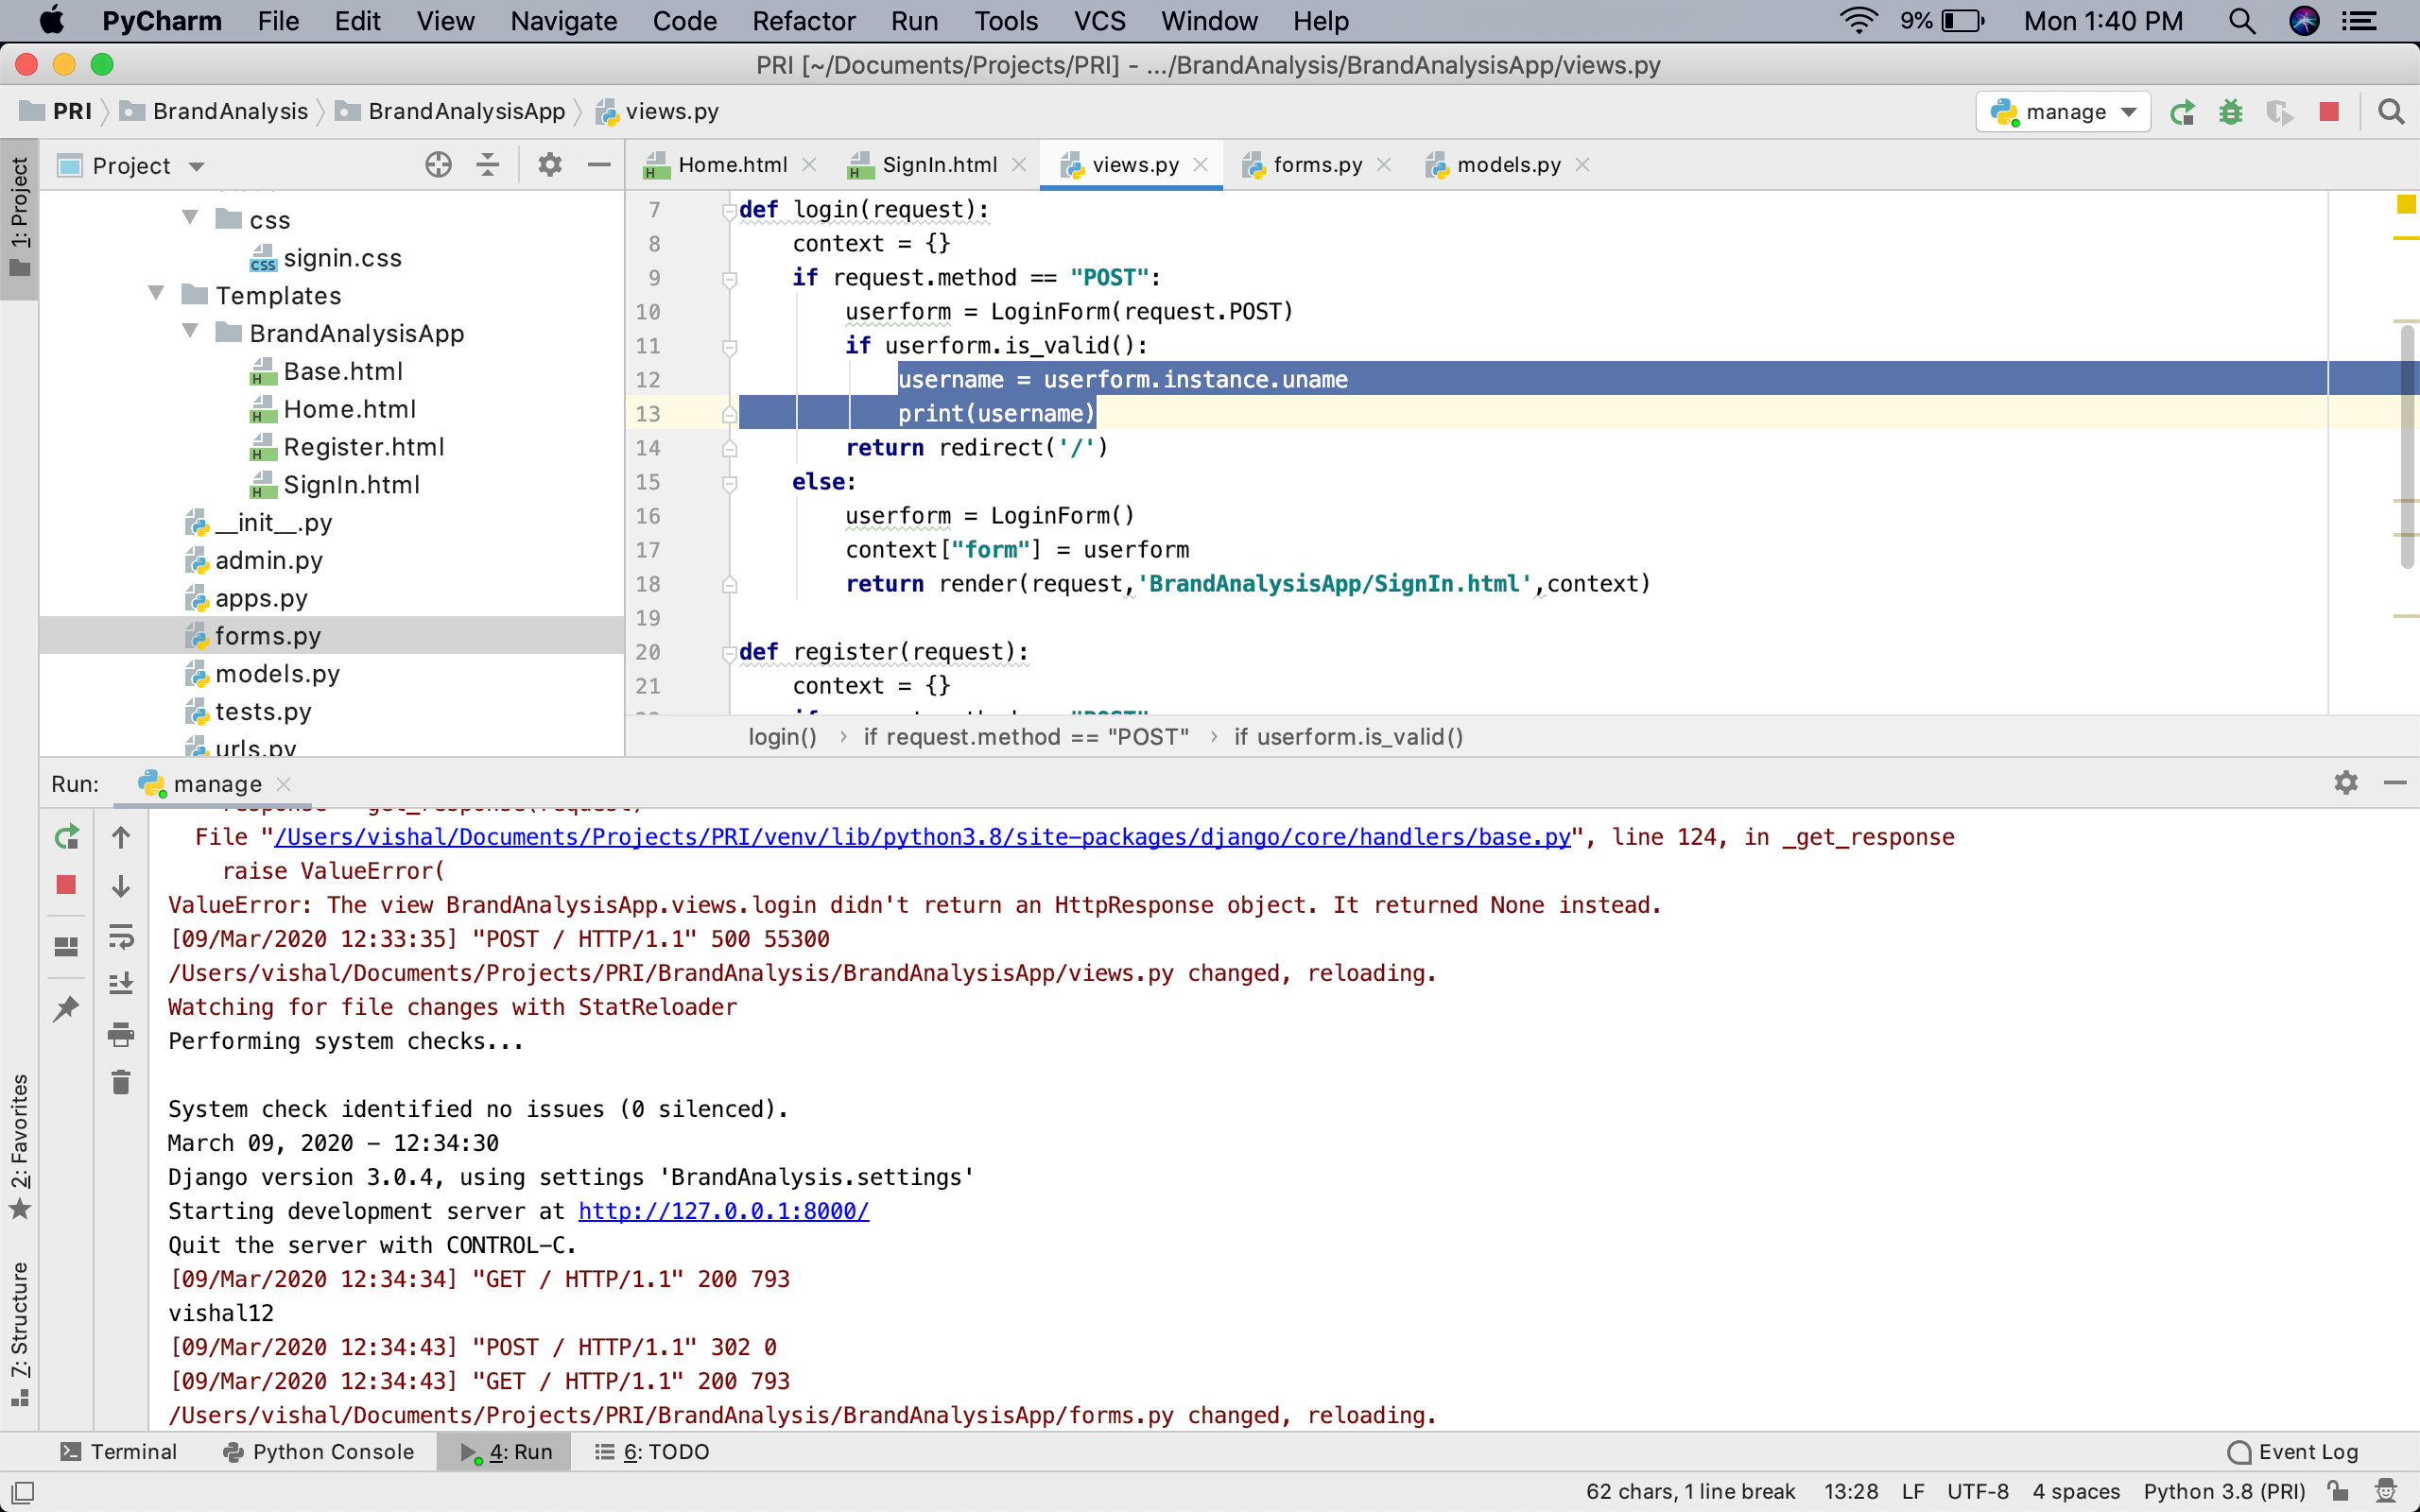 PyCharm File Edit View Navigate Code Refactor Run Tools VCS Window Help 9% Mon 1:40 PM
PRI [~/Documents/Projects/PRI] - .../BrandAnalysis/BrandAnalysisApp/views.py
PRI BrandAnalysis BrandAnalysisApp views.py manage
1: Project
Project
css
signin.css
Templates
BrandAnalysisApp
Base.html
Home.html
Register.html
SignIn.html
__init__.py
admin.py
apps.py
forms.py
models.py
tests.py
urls.py
Home.html SignIn.html views.py forms.py models.py
7 def login(request):
8 context = {}
9 if request.method == "POST":
10 userform = LoginForm(request.POST)
11 if userform.is_valid():
12 username = userform.instance.uname
13 print(username)
14 return redirect('/')
15 else:
16 userform = LoginForm()
17 context["form"] = userform
18 return render(request,'BrandAnalysisApp/SignIn.html',context)
19
20 def register(request):
21 context = {}
login() › if request.method == "POST" › if userform.is_valid()
Run: manage
response = get_response(request)
File "/Users/vishal/Documents/Projects/PRI/venv/lib/python3.8/site-packages/django/core/handlers/base.py", line 124, in _get_response
raise ValueError(
ValueError: The view BrandAnalysisApp.views.login didn't return an HttpResponse object. It returned None instead.
[09/Mar/2020 12:33:35] "POST / HTTP/1.1" 500 55300
/Users/vishal/Documents/Projects/PRI/BrandAnalysis/BrandAnalysisApp/views.py changed, reloading.
Watching for file changes with StatReloader
Performing system checks...
System check identified no issues (0 silenced).
March 09, 2020 - 12:34:30
Django version 3.0.4, using settings 'BrandAnalysis.settings'
Starting development server at http://127.0.0.1:8000/
Quit the server with CONTROL-C.
[09/Mar/2020 12:34:34] "GET / HTTP/1.1" 200 793
vishal12
[09/Mar/2020 12:34:43] "POST / HTTP/1.1" 302 0
[09/Mar/2020 12:34:43] "GET / HTTP/1.1" 200 793
/Users/vishal/Documents/Projects/PRI/BrandAnalysis/BrandAnalysisApp/forms.py changed, reloading.
2: Favorites
7: Structure
Terminal Python Console 4: Run 6: TODO Event Log
62 chars, 1 line break 13:28 LF UTF-8 4 spaces Python 3.8 (PRI)